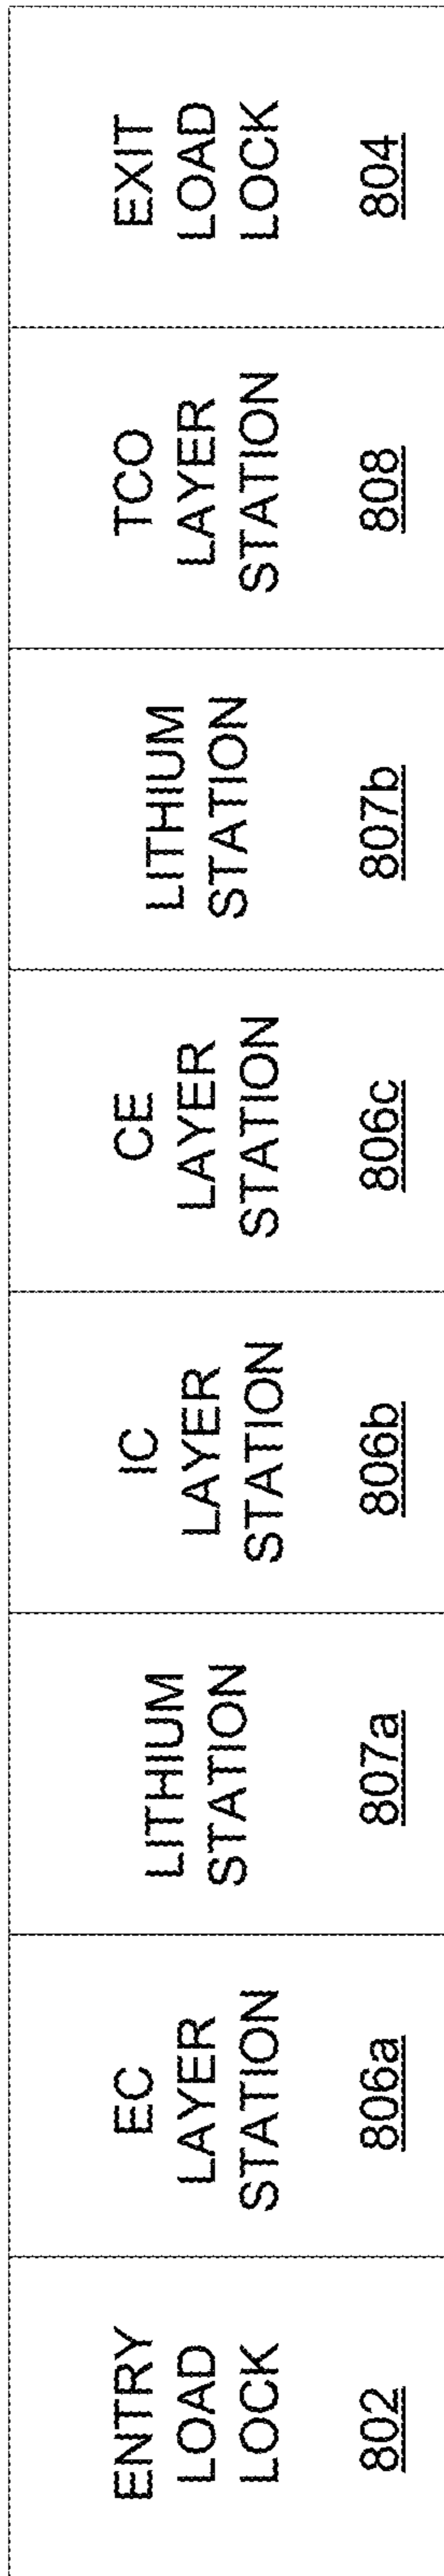 ENTRY
LOAD
LOCK
802
EC
LAYER
STATION
806a
LITHIUM
STATION
807a
IC
LAYER
STATION
806b
CE
LAYER
STATION
806c
LITHIUM
STATION
807b
TCO
LAYER
STATION
808
EXIT
LOAD
LOCK
804